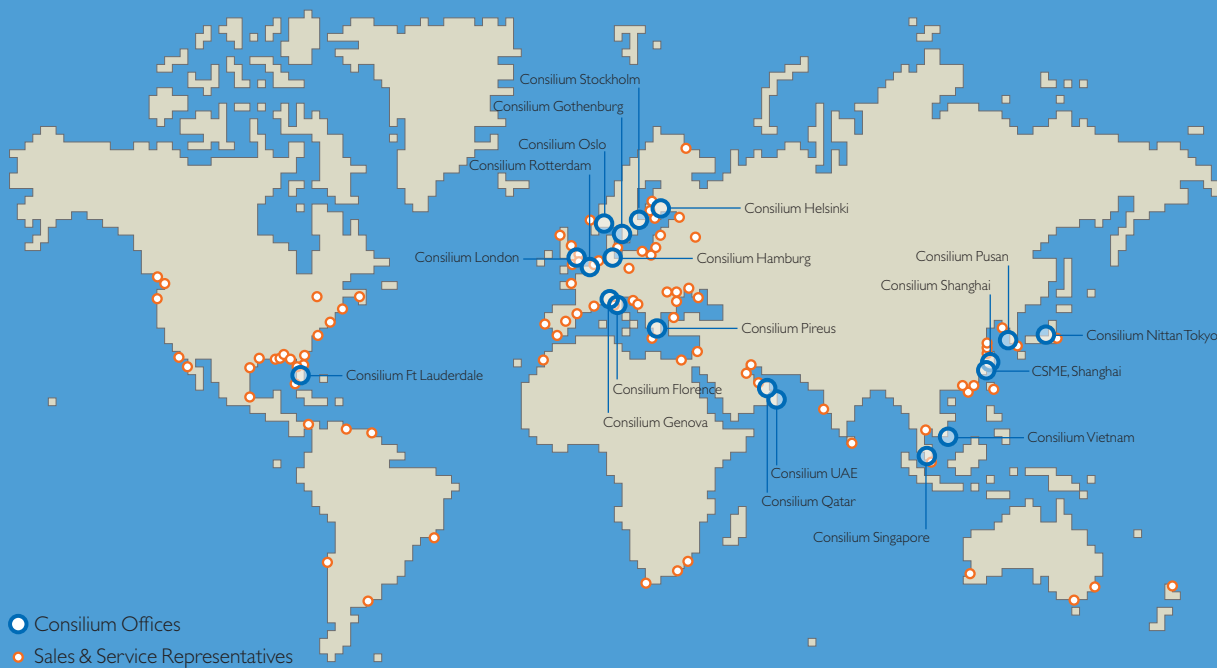 Consilium Stockholm
Consilium Gothenburg
Consilium Oslo
Consilium Rotterdam
Consilium Helsinki
Consilium London
Consilium Hamburg
Consilium Pusan
Consilium Shanghai
Consilium Pireus
Consilium Nittan Tokyo
Consilium Ft Lauderdale
CSME, Shanghai
Consilium Florence
Consilium Genova
Consilium Vietnam
Consilium UAE
Consilium Qatar
Consilium Singapore
Consilium Offices
Sales & Service Representatives